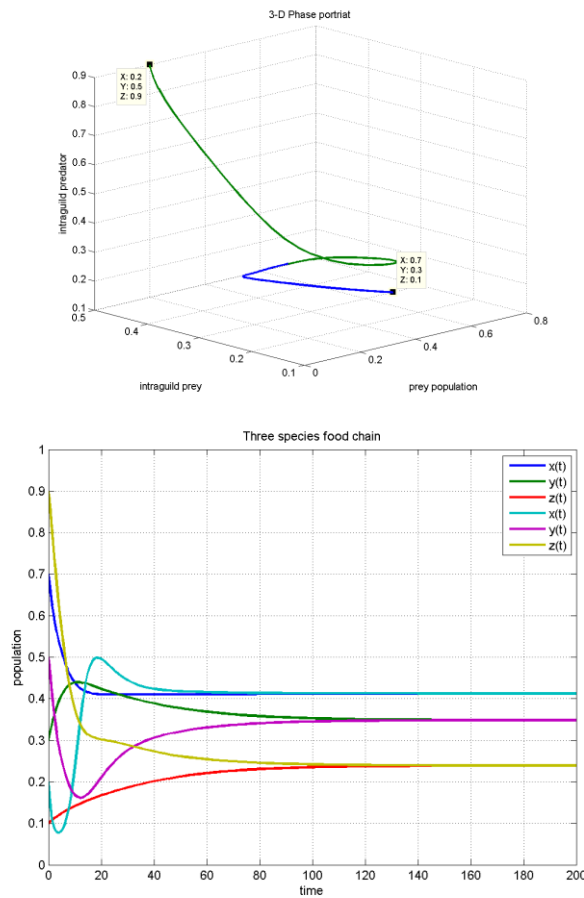 3-D Phase portriat
X: 0.2
Y: 0.5
Z: 0.9
0.9
0.8
0.7
0.6
0.5
0.4
0.3
0.2
0.1
intraguild predator
X: 0.7
Y: 0.3
Z: 0.1
0.5
0.4
0.3
0.2
0.1
intraguild prey
0
0.2
0.4
0.6
0.8
prey population
Three species food chain
1
0.9
0.8
0.7
0.6
0.5
0.4
0.3
0.2
0.1
0
population
x(t)
y(t)
z(t)
x(t)
y(t)
z(t)
0 20 40 60 80 100 120 140 160 180 200
time